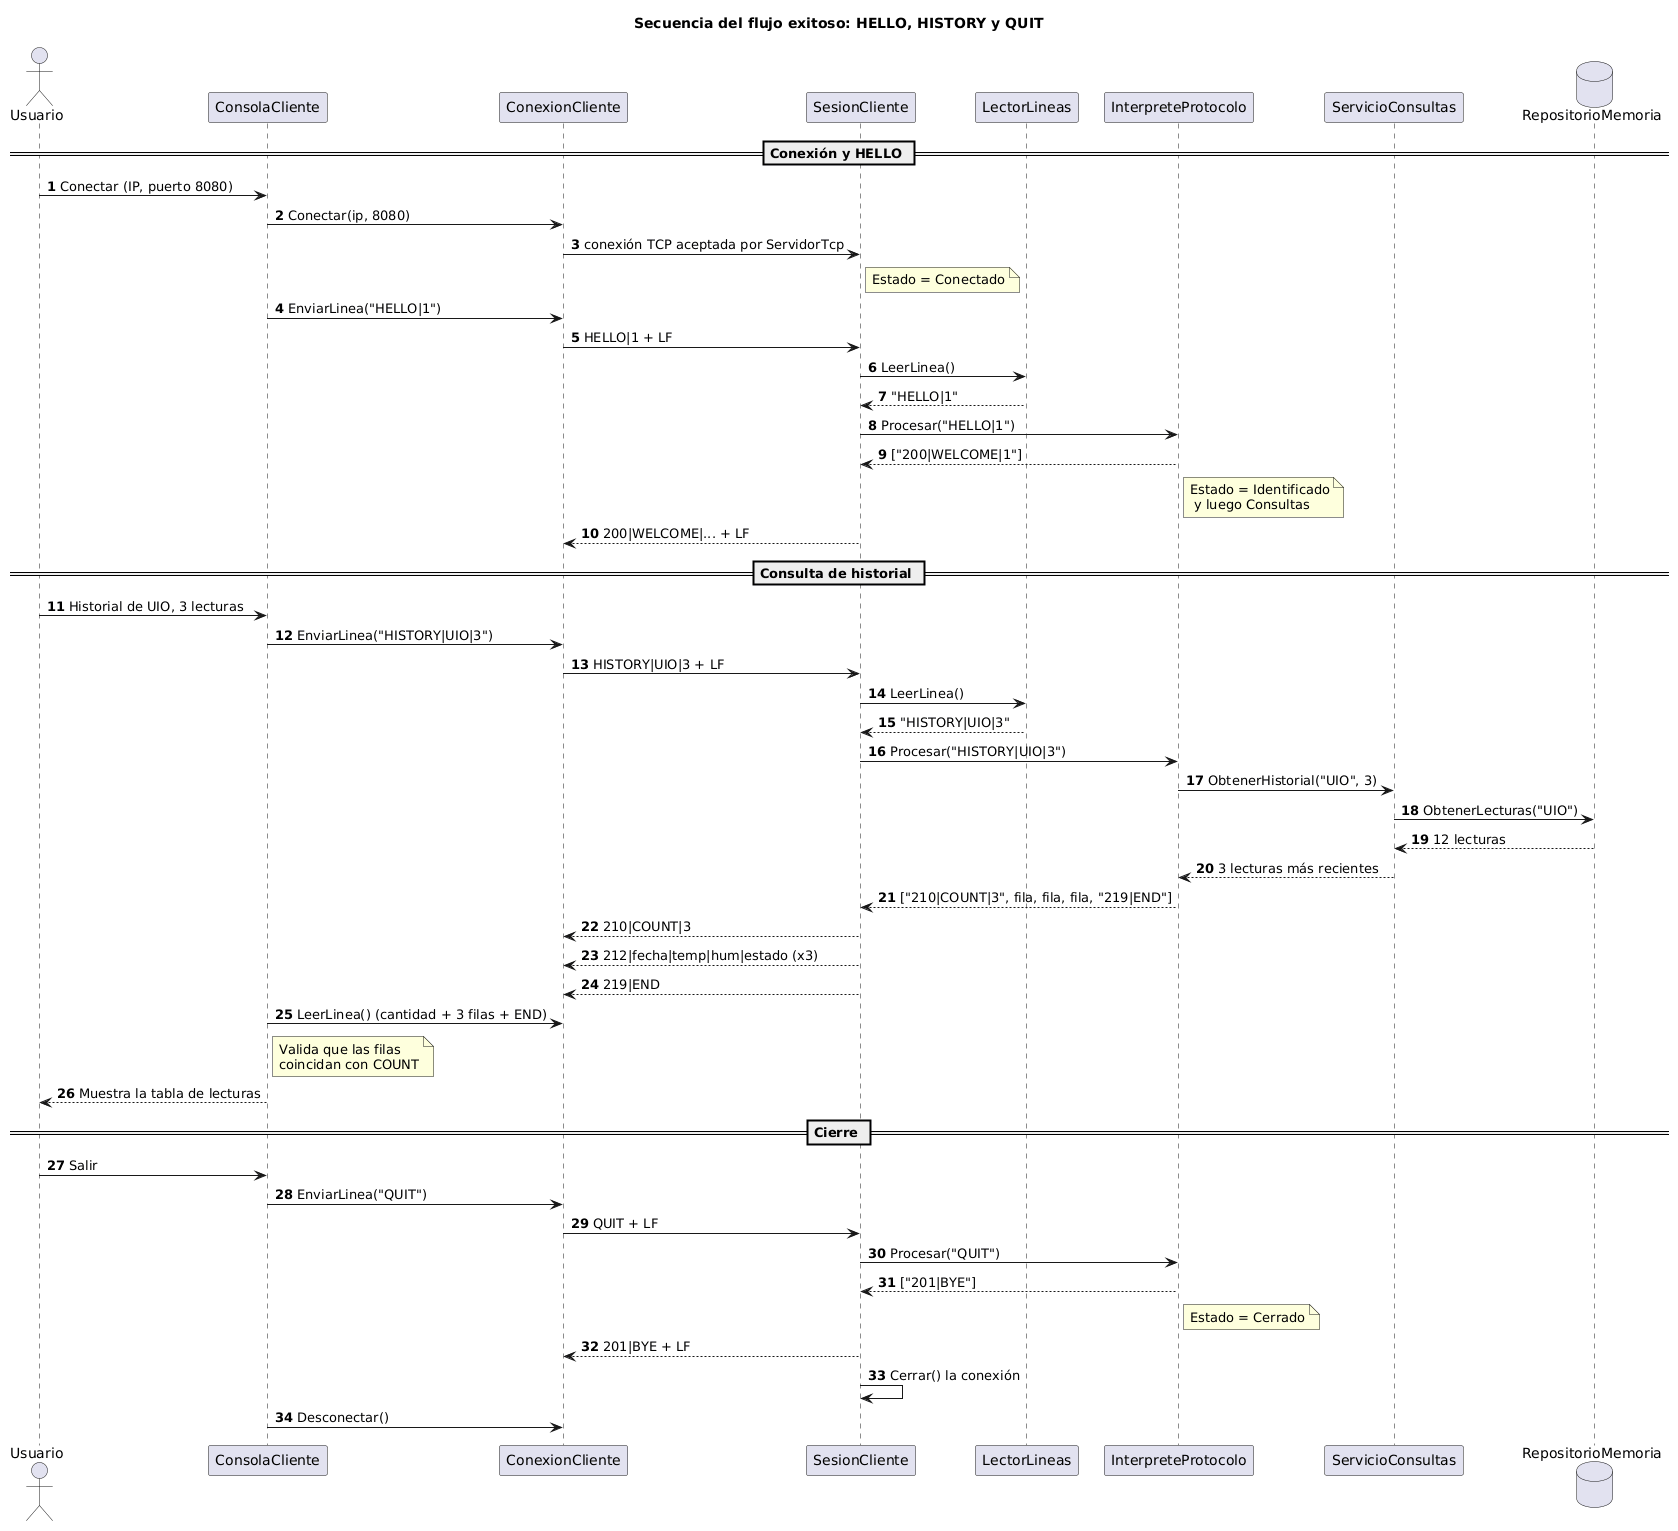 Secuencia del flujo exitoso: HELLO, HISTORY y QUIT
Usuario
ConsolaCliente
ConexionCliente
SesionCliente
LectorLineas
InterpreteProtocolo
ServicioConsultas
RepositorioMemoria
Conexión y HELLO
1 Conectar (IP, puerto 8080)
2 Conectar(ip, 8080)
3 conexión TCP aceptada por ServidorTcp
Estado = Conectado
4 EnviarLinea("HELLO|1")
5 HELLO|1 + LF
6 LeerLinea()
7 "HELLO|1"
8 Procesar("HELLO|1")
9 ["200|WELCOME|1"]
Estado = Identificado
y luego Consultas
10 200|WELCOME|... + LF
Consulta de historial
11 Historial de UIO, 3 lecturas
12 EnviarLinea("HISTORY|UIO|3")
13 HISTORY|UIO|3 + LF
14 LeerLinea()
15 "HISTORY|UIO|3"
16 Procesar("HISTORY|UIO|3")
17 ObtenerHistorial("UIO", 3)
18 ObtenerLecturas("UIO")
19 12 lecturas
20 3 lecturas más recientes
21 ["210|COUNT|3", fila, fila, fila, "219|END"]
22 210|COUNT|3
23 212|fecha|temp|hum|estado (x3)
24 219|END
25 LeerLinea() (cantidad + 3 filas + END)
Valida que las filas
coincidan con COUNT
26 Muestra la tabla de lecturas
Cierre
27 Salir
28 EnviarLinea("QUIT")
29 QUIT + LF
30 Procesar("QUIT")
31 ["201|BYE"]
Estado = Cerrado
32 201|BYE + LF
33 Cerrar() la conexión
34 Desconectar()
Usuario
ConsolaCliente
ConexionCliente
SesionCliente
LectorLineas
InterpreteProtocolo
ServicioConsultas
RepositorioMemoria